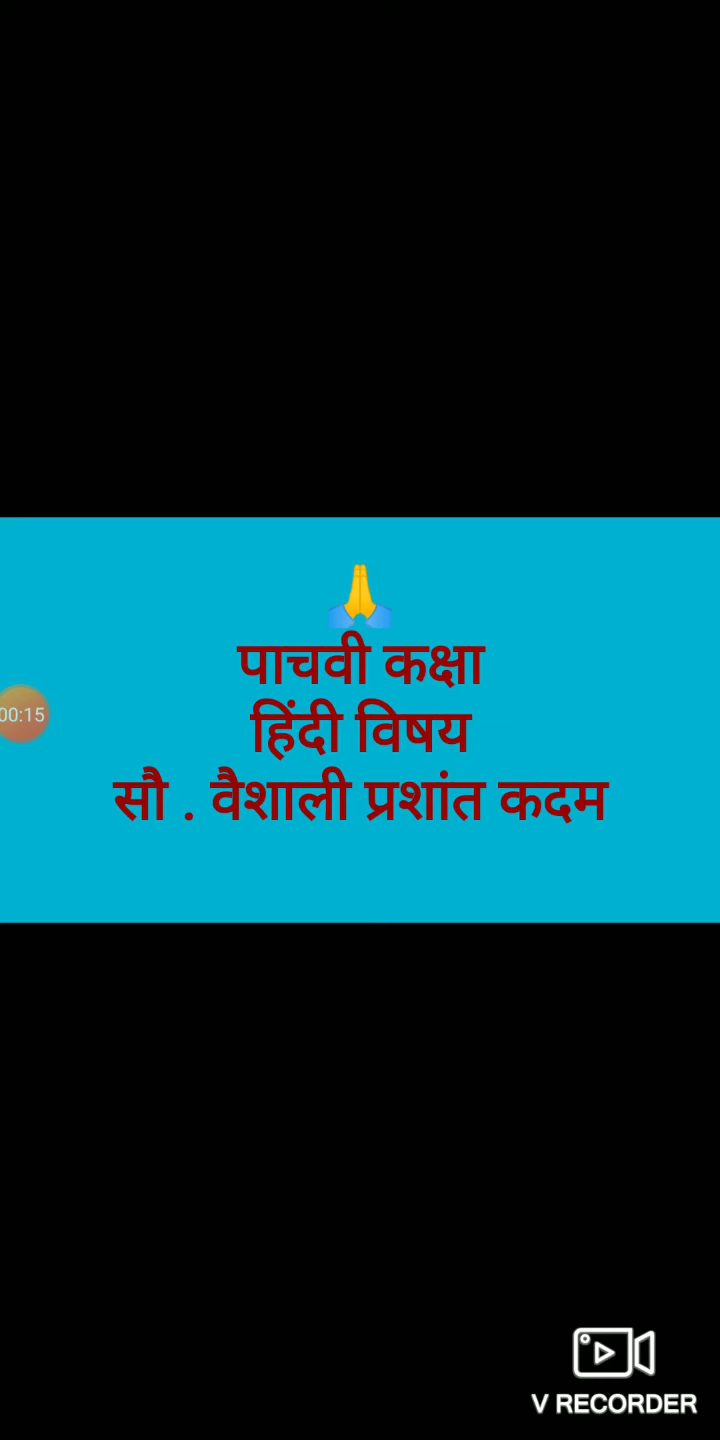 🙏
पाचवी कक्षा
हिंदी विषय
सौ . वैशाली प्रशांत कदम
00:15
V RECORDER